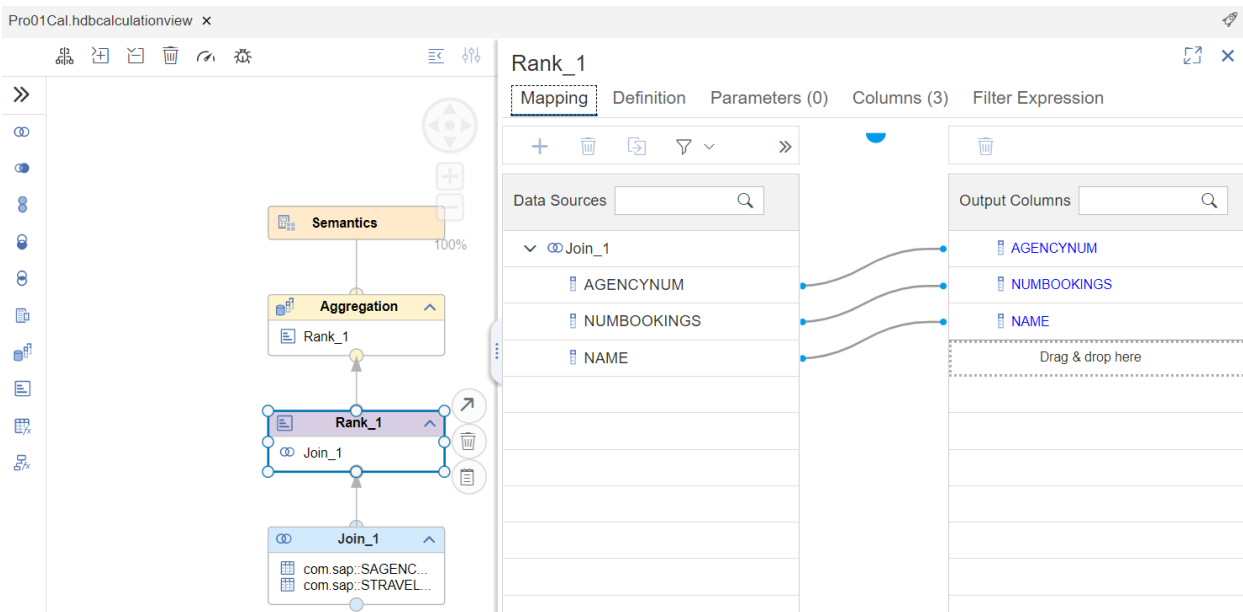 Pro01Cal.hdbcalculationview ×
Rank_1
Mapping Definition Parameters (0) Columns (3) Filter Expression
100%
Semantics
Aggregation
Rank_1
Rank_1
Join_1
Join_1
com.sap::SAGENC...
com.sap::STRAVEL...
Data Sources
Join_1
AGENCYNUM
NUMBOOKINGS
NAME
Output Columns
AGENCYNUM
NUMBOOKINGS
NAME
Drag & drop here